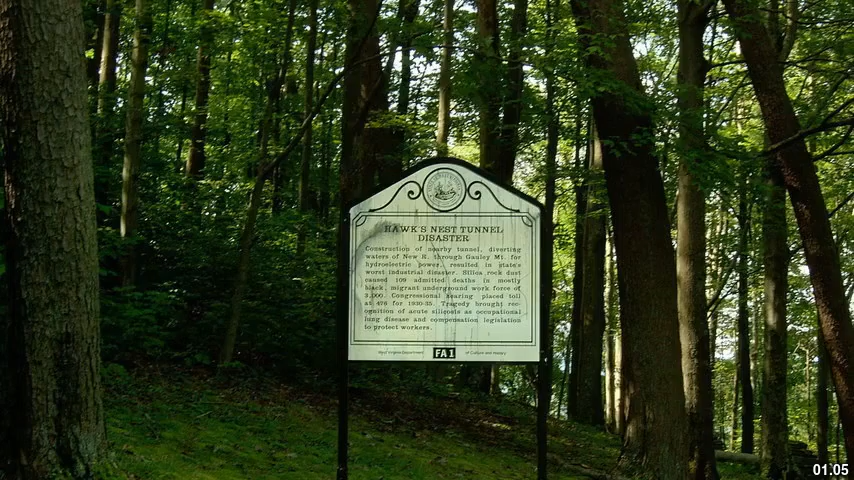 HAWK'S NEST TUNNEL
DISASTER
Construction of nearby tunnel, diverting
waters of New R. through Gauley Mt. for
hydroelectric power, resulted in state's
worst industrial disaster. Silica rock dust
caused 109 admitted deaths in mostly
black, migrant underground work force of
3,000. Congressional hearing placed toll
at 476 for 1930-35. Tragedy brought rec-
ognition of acute silicosis as occupational
lung disease and compensation legislation
to protect workers.
West Virginia Department FA 1 of Culture and History
01.05